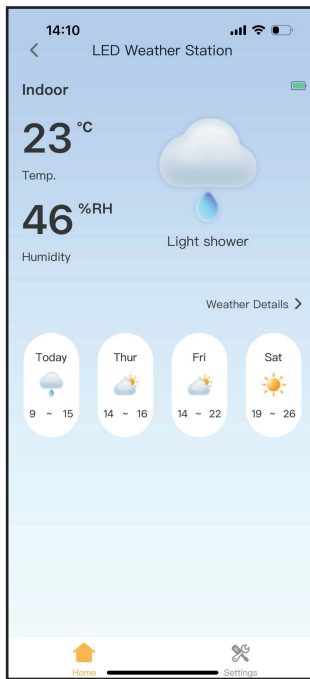 14:10
LED Weather Station
Indoor
23 °C
Temp.
46 %RH
Humidity
Light shower
Weather Details
Today Thur Fri Sat
9 ~ 15 14 ~ 16 14 ~ 22 19 ~ 26
Home Settings